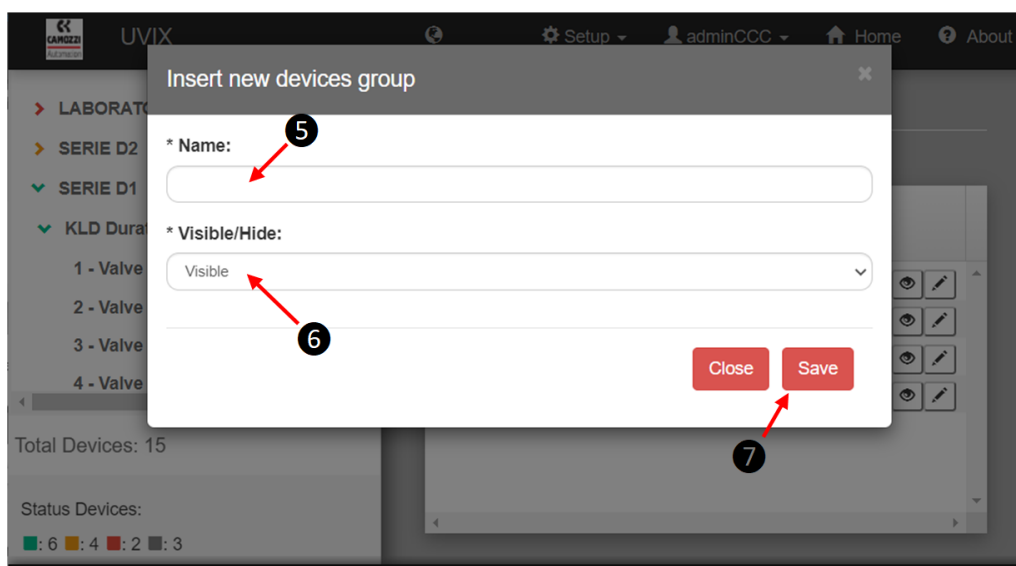 CAMOZZI
Automation
UVIX
Setup
adminCCC
Home
About
Insert new devices group
LABORATO
SERIE D2
SERIE D1
KLD Durat
1 - Valve
2 - Valve
3 - Valve
4 - Valve
5
* Name:
* Visible/Hide:
Visible
6
Close
Save
7
Total Devices: 15
Status Devices:
: 6 : 4 : 2 : 3